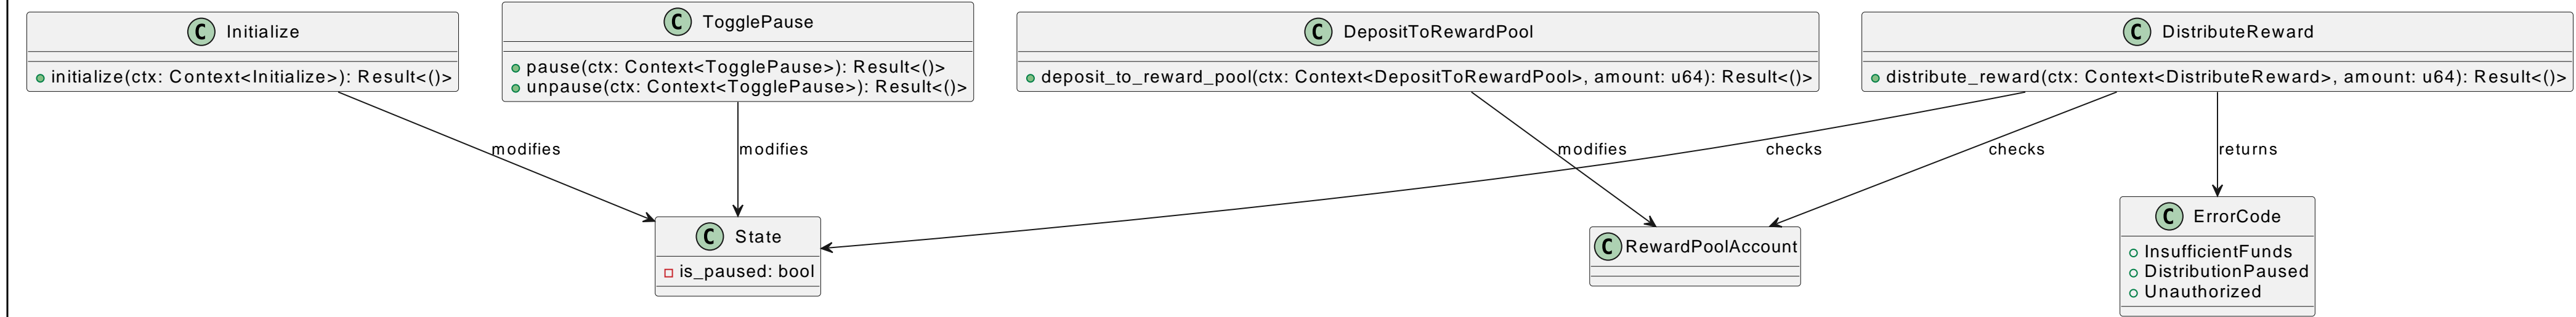 C Initialize
initialize(ctx: Context<Initialize>): Result<()>
C TogglePause
pause(ctx: Context<TogglePause>): Result<()>
unpause(ctx: Context<TogglePause>): Result<()>
C DepositToRewardPool
deposit_to_reward_pool(ctx: Context<DepositToRewardPool>, amount: u64): Result<()>
C DistributeReward
distribute_reward(ctx: Context<DistributeReward>, amount: u64): Result<()>
modifies
modifies
modifies
checks
checks
returns
C State
is_paused: bool
C RewardPoolAccount
C ErrorCode
InsufficientFunds
DistributionPaused
Unauthorized